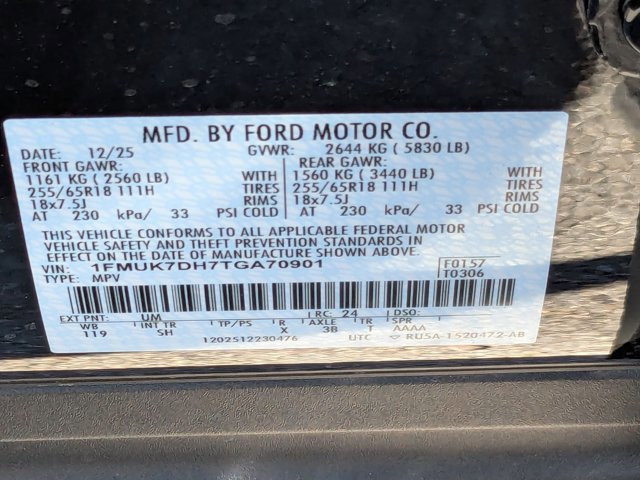 MFD. BY FORD MOTOR CO.
DATE: 12/25 GVWR: 2644 KG ( 5830 LB)
FRONT GAWR: REAR GAWR:
1161 KG ( 2560 LB) WITH 1560 KG ( 3440 LB) WITH
255/65R18 111H TIRES 255/65R18 111H TIRES
18x7.5J RIMS 18x7.5J RIMS
AT 230 kPa/ 33 PSI COLD AT 230 kPa/ 33 PSI COLD
THIS VEHICLE CONFORMS TO ALL APPLICABLE FEDERAL MOTOR
VEHICLE SAFETY AND THEFT PREVENTION STANDARDS IN
EFFECT ON THE DATE OF MANUFACTURE SHOWN ABOVE.
VIN: 1FMUK7DH7TGA70901 F0157
TYPE: MPV T0306
EXT PNT: UM RC: 24 DSO:
WB INT TR TP/PS R AXLE TR SPR
119 SH X 3B T AAAA
1202512230476 UTC RU5A-1520472-AB